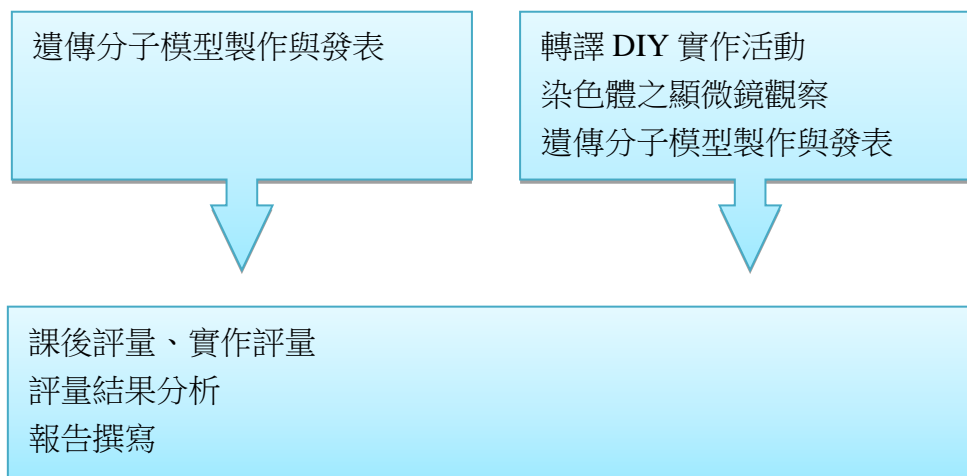 遺傳分子模型製作與發表
轉譯 DIY 實作活動
染色體之顯微鏡觀察
遺傳分子模型製作與發表
課後評量、實作評量
評量結果分析
報告撰寫